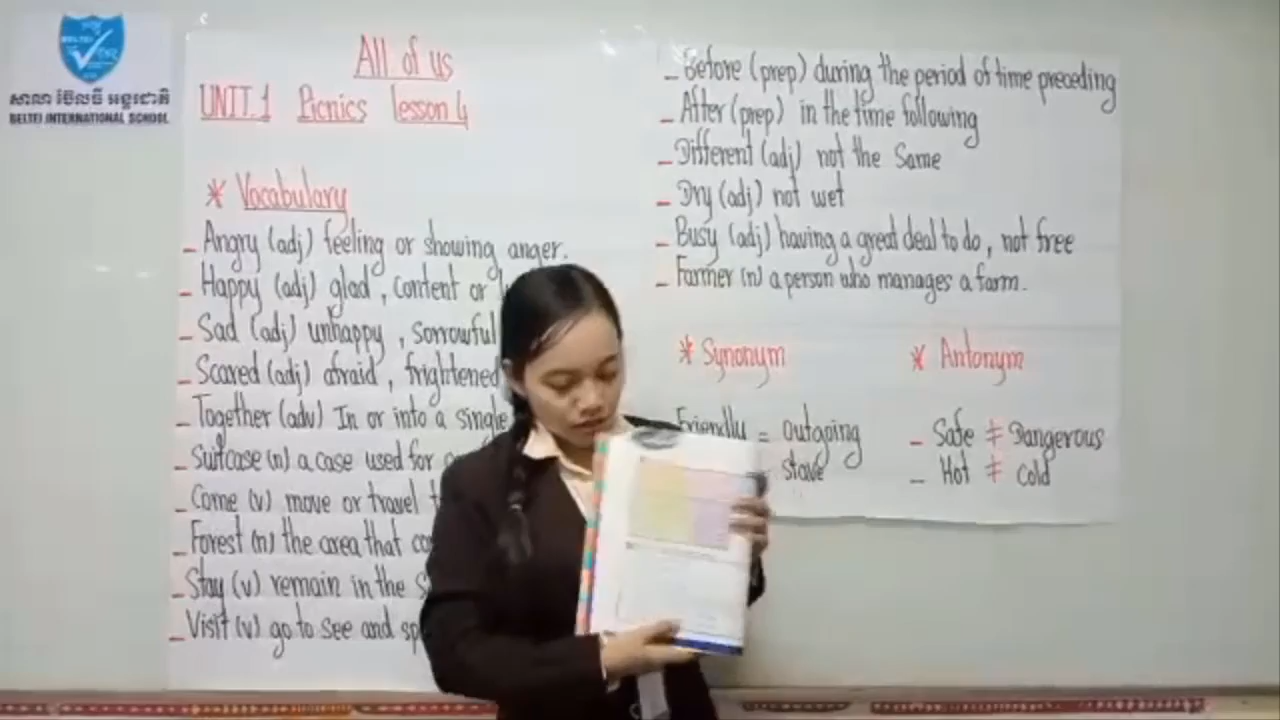 BELTEI
សាលា ប៊ែលធី អន្តរជាតិ
BELTEI INTERNATIONAL SCHOOL
All of us
UNIT.1 Picnics lesson 4
* Vocabulary
_ Angry (adj) feeling or showing anger.
_ Happy (adj) glad , content or
_ Sad (adj) unhappy , sorrowful
_ Scared (adj) afraid , frightened
_ Together (adv) In or into a single
_ Suitcase (n) a case used for
_ Come (v) move or travel
_ Forest (n) the area that
_ Stay (v) remain in the
_ Visit (v) go to see and
_ Before (prep) during the period of time preceding
_ After (prep) in the time following
_ Different (adj) not the Same
_ Dry (adj) not wet
_ Busy (adj) having a great deal to do , not free
_ Farmer (n) a person who manages a farm.
* Synonym
Friendly = outgoing
stave
* Antonym
_ Safe ≠ Dangerous
_ Hot ≠ Cold